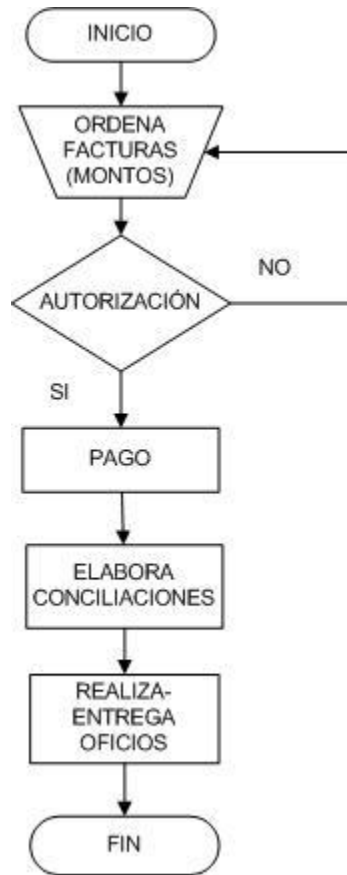 INICIO
ORDENA
FACTURAS
(MONTOS)
NO
AUTORIZACIÓN
SI
PAGO
ELABORA
CONCILIACIONES
REALIZA-
ENTREGA
OFICIOS
FIN